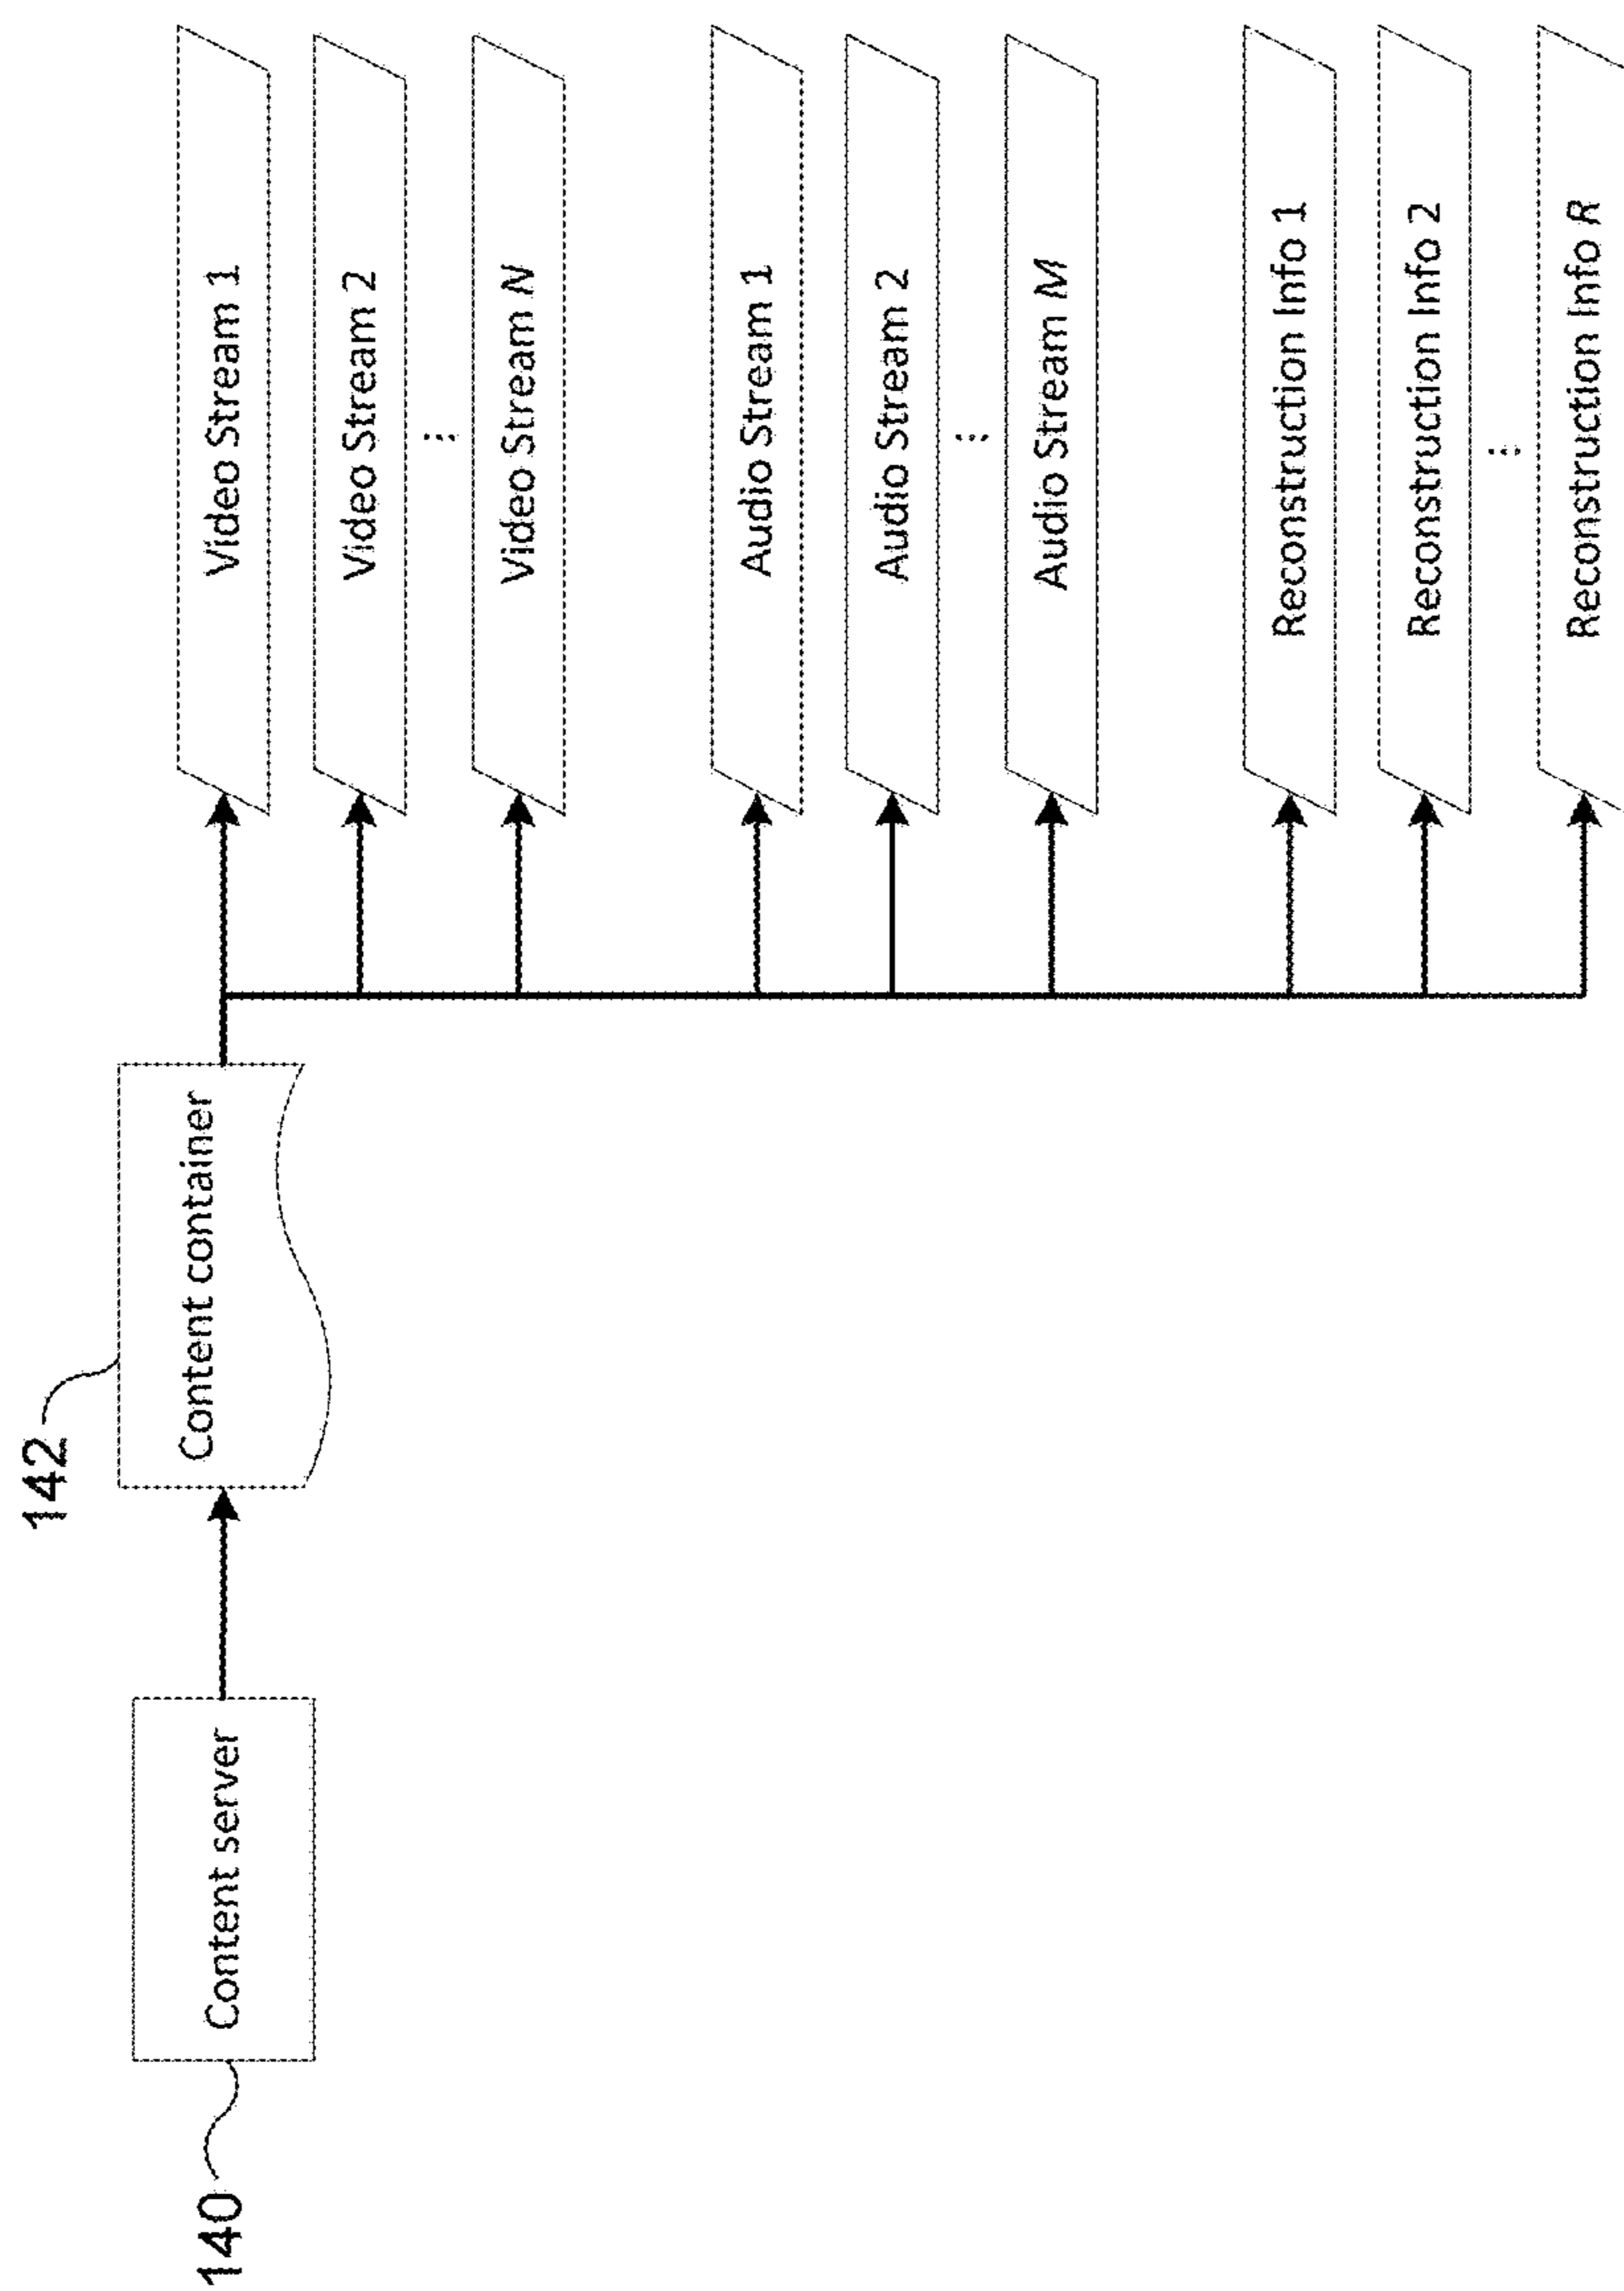 140
Content server
142
Content container
Video Stream 1
Video Stream 2
...
Video Stream N
Audio Stream 1
Audio Stream 2
...
Audio Stream M
Reconstruction Info 1
Reconstruction Info 2
...
Reconstruction Info R